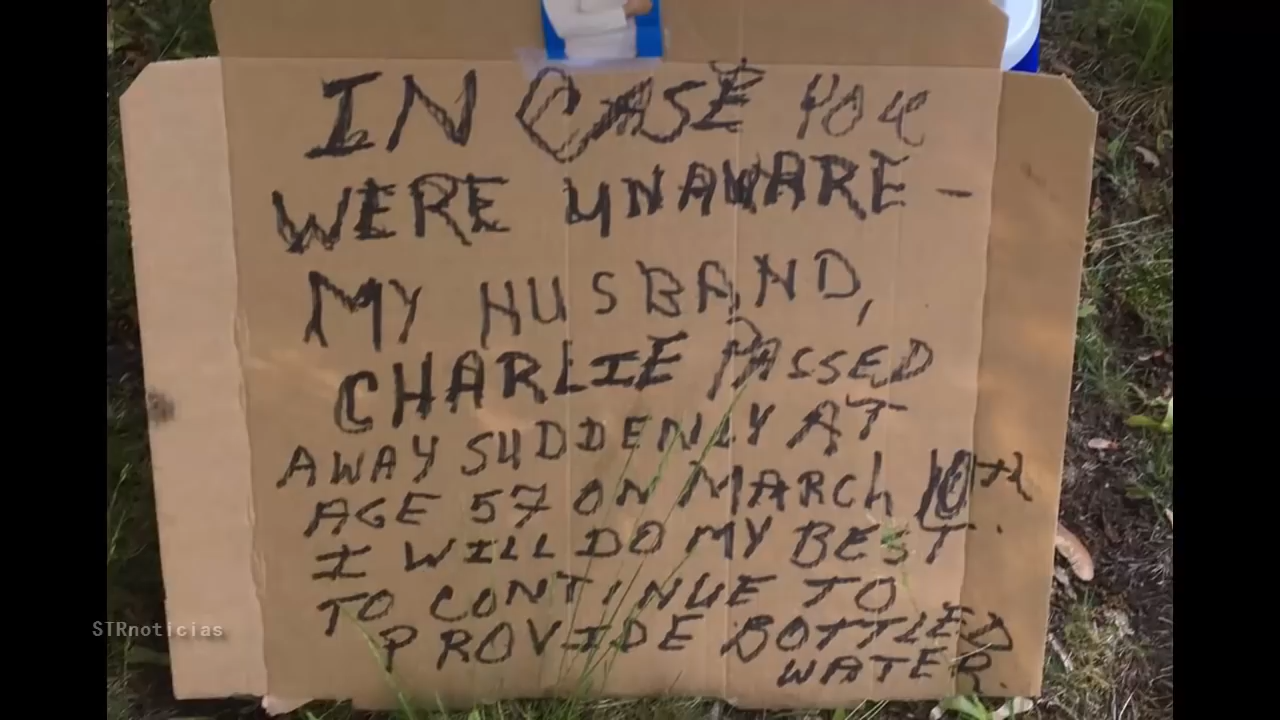 IN CASE YOU
WERE UNAWARE -
MY HUSBAND,
CHARLIE PASSED
AWAY SUDDENLY AT
AGE 57 ON MARCH 10th.
I WILL DO MY BEST
TO CONTINUE TO
PROVIDE BOTTLED
WATER.
STRnoticias